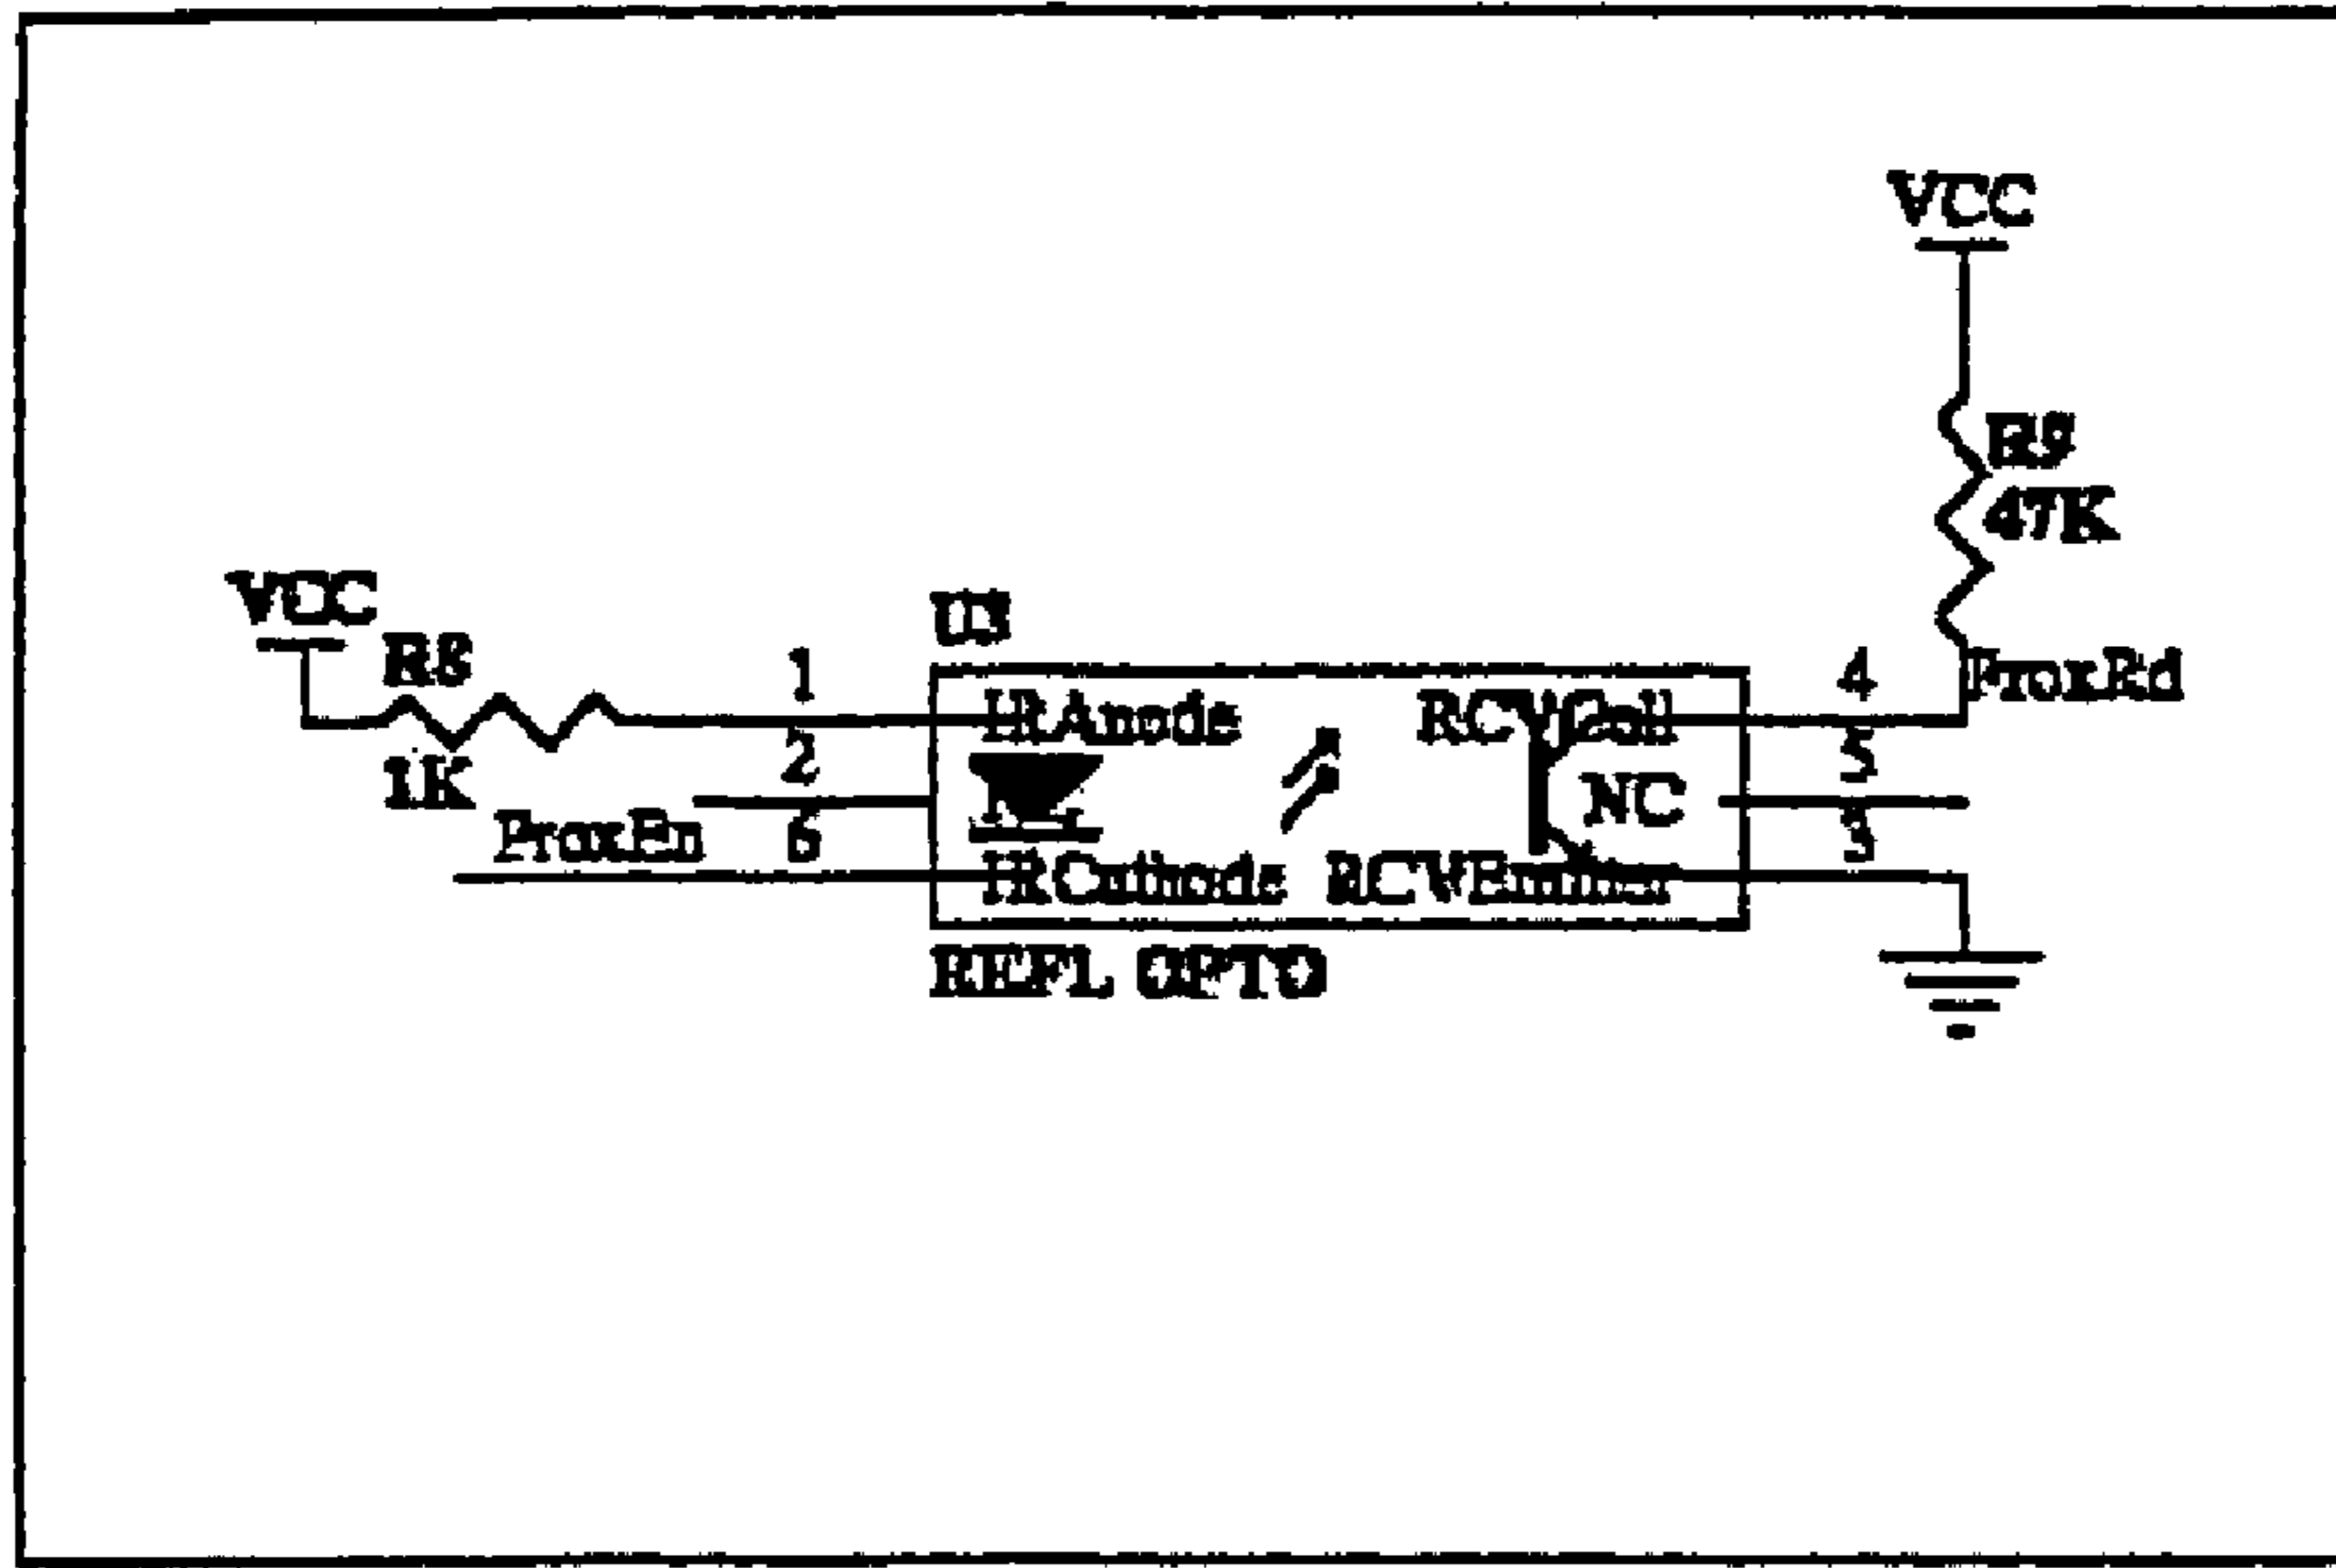 VCC
R9
47K
VCC
R8
U3
1
4
ProxRd
IRAnode
RCVColl
2
5
1K
NC
ProxEn
6
3
IRCathode
RCVEmitter
REFL OPTO